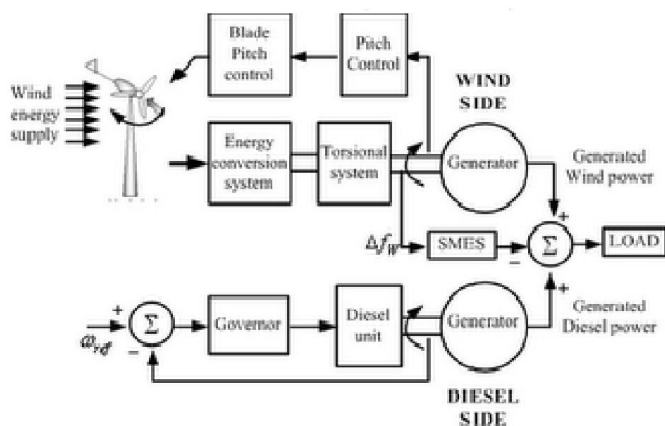 Blade
Pitch
control
Pitch
Control
WIND
SIDE
Wind
energy
supply
Energy
conversion
system
Torsional
system
Generator
Generated
Wind power
+
Δf_W
SMES
−
Σ
LOAD
+
+
Σ
−
ω_ref
Governor
Diesel
unit
Generator
Generated
Diesel power
DIESEL
SIDE